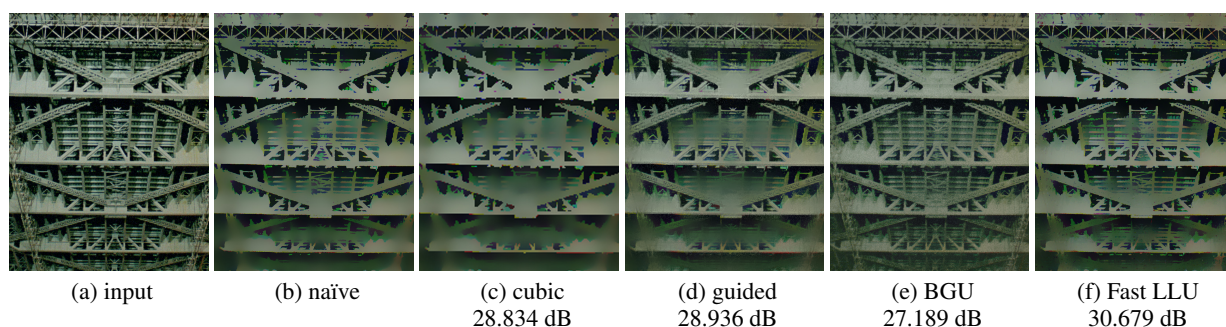 (a) input (b) naïve (c) cubic (d) guided (e) BGU (f) Fast LLU
28.834 dB 28.936 dB 27.189 dB 30.679 dB